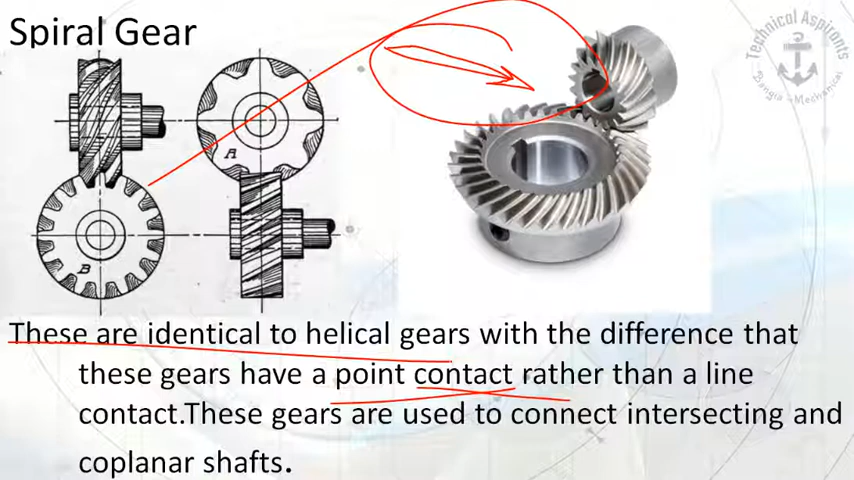 Spiral Gear
Technical Aspirants
Bangla - Mechanical
A
B
These are identical to helical gears with the difference that
these gears have a point contact rather than a line
contact.These gears are used to connect intersecting and
coplanar shafts.